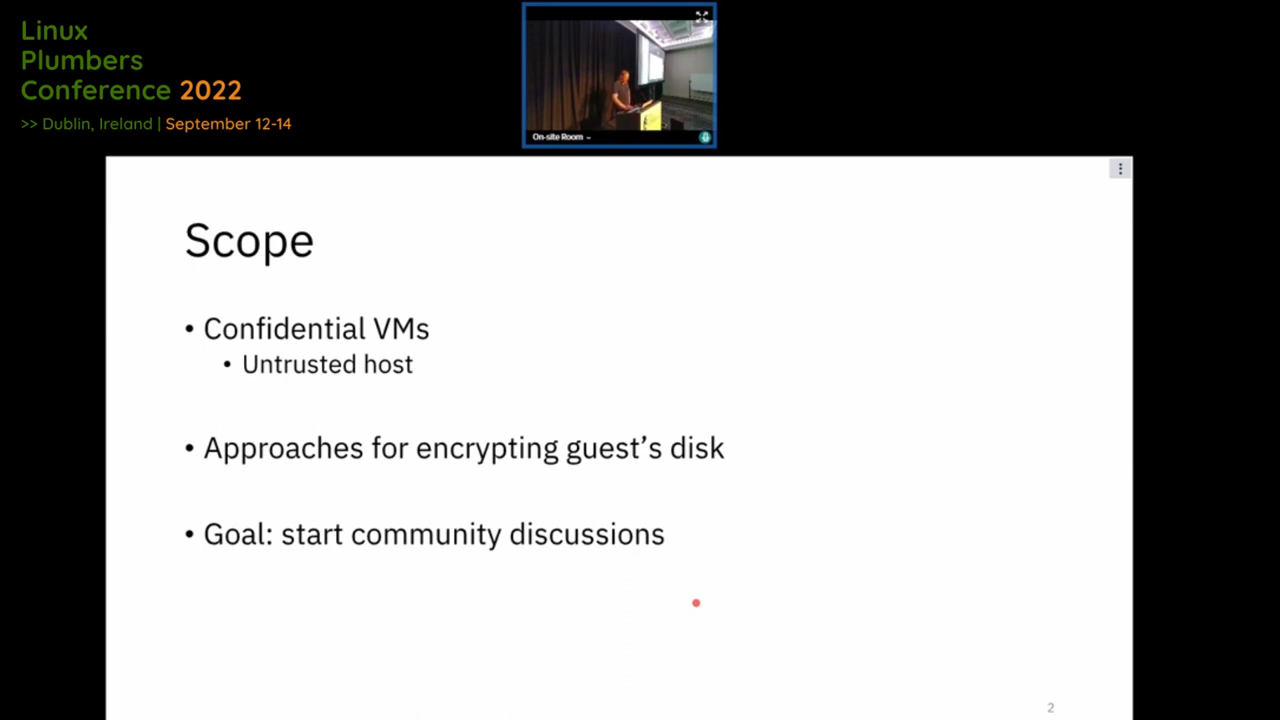 Linux
Plumbers
Conference 2022
>> Dublin, Ireland | September 12-14
On-site Room
Scope
• Confidential VMs
• Untrusted host
• Approaches for encrypting guest’s disk
• Goal: start community discussions
2